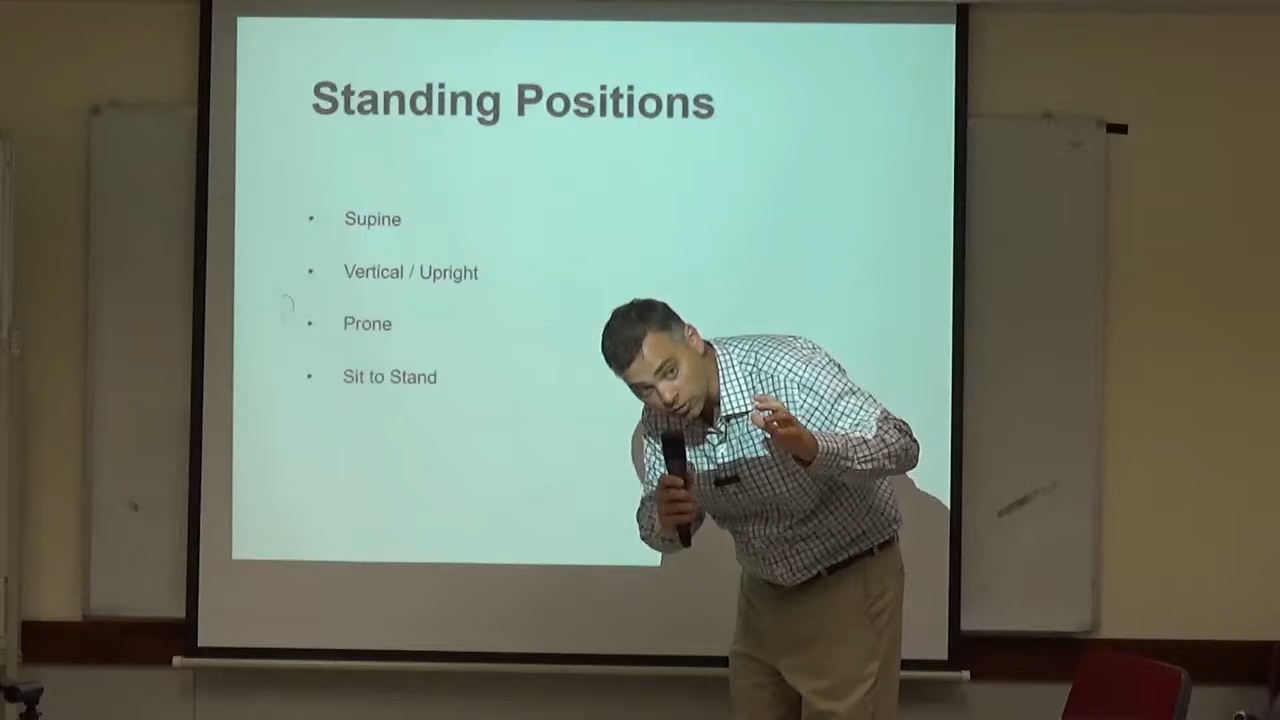 Standing Positions
• Supine
• Vertical / Upright
• Prone
• Sit to Stand